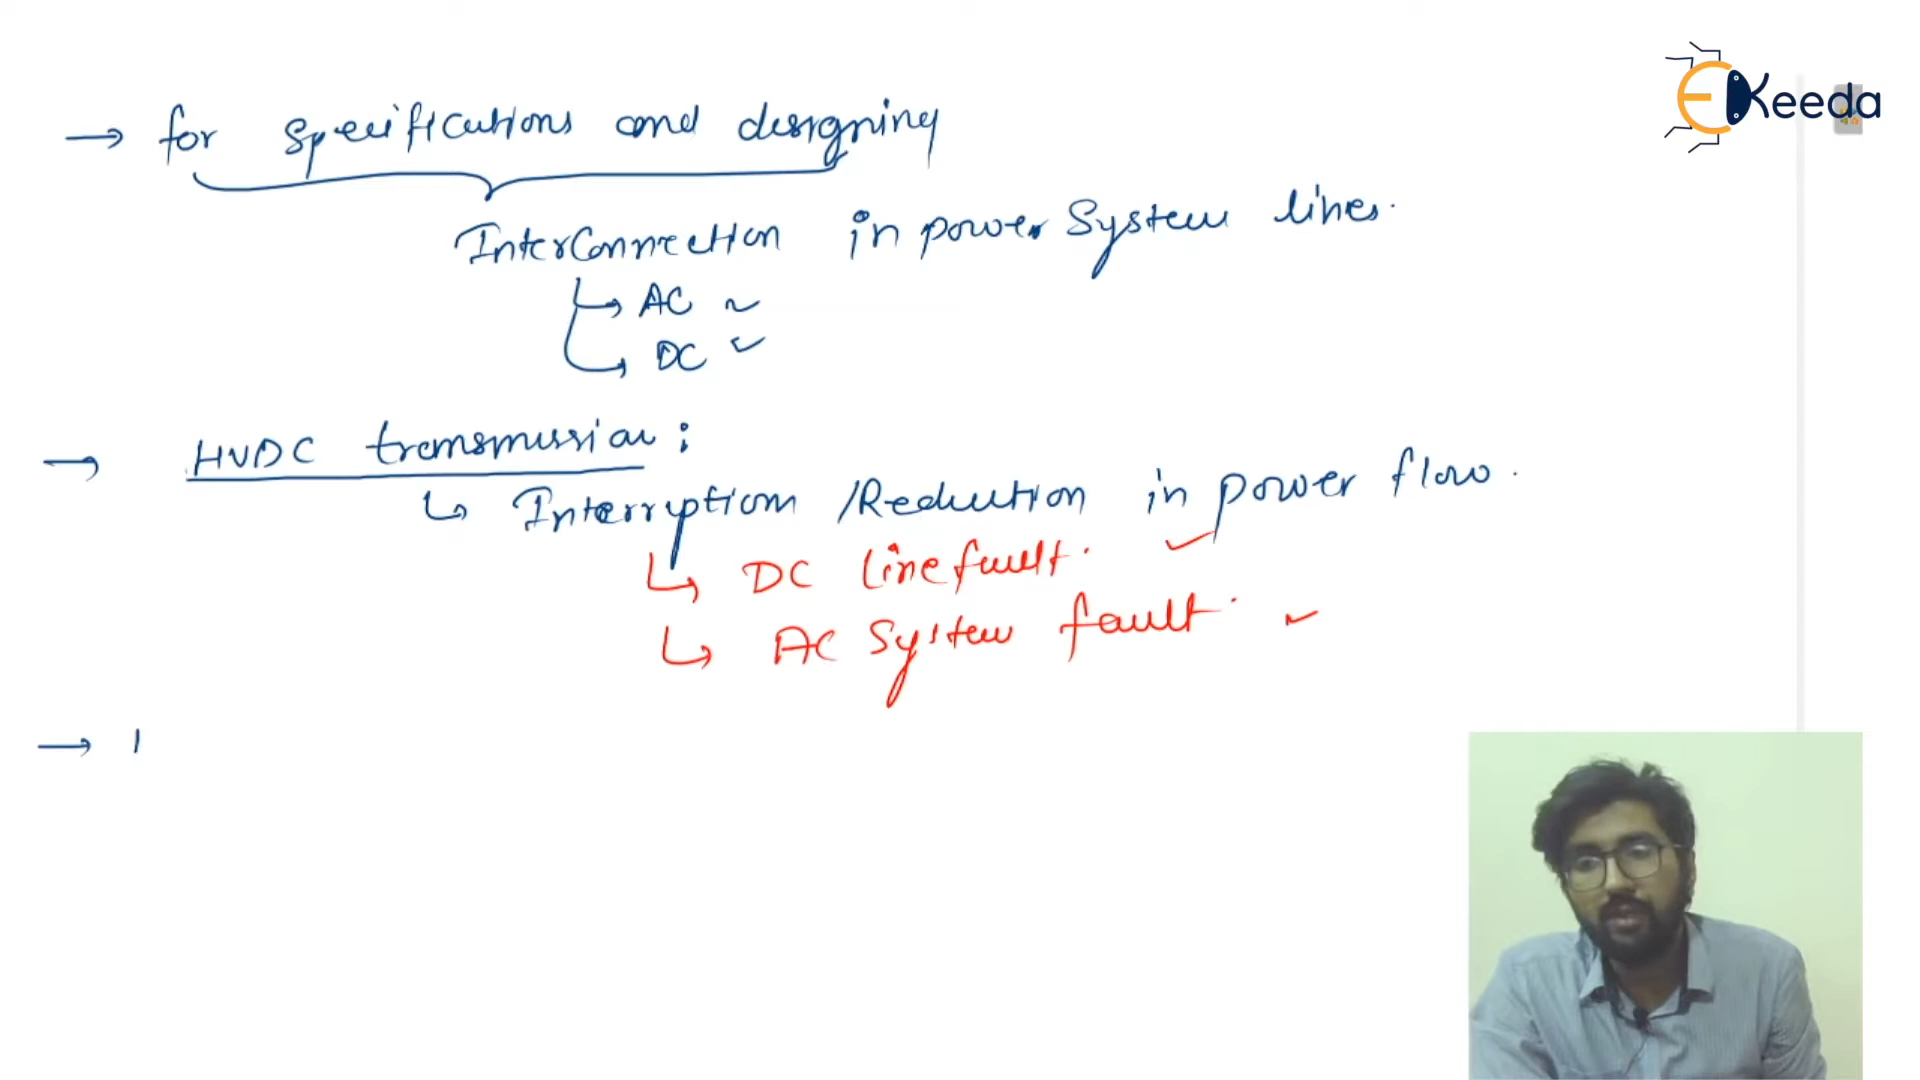 → for specifications and designing
Interconnection in power system lines.
↳ AC ~
↳ DC ✓
→ HVDC transmission :
↳ Interruption /Reduction in power flow.
↳ DC line fault. ✓
↳ AC system fault. ✓
→ I
EKeeda